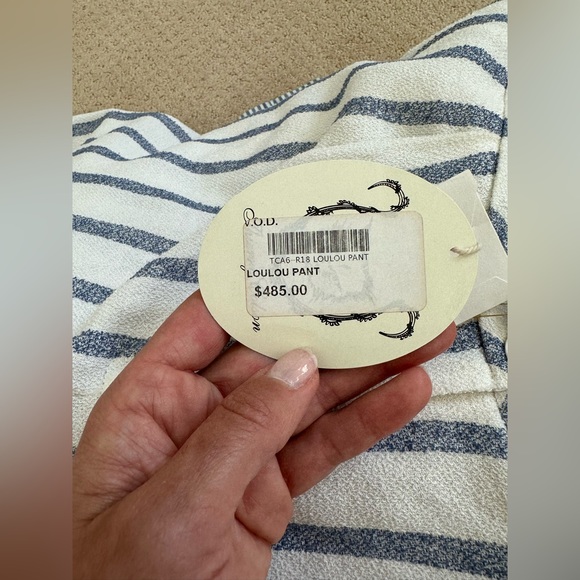 P.O.D.
TCA6-R18 LOULOU PANT
LOULOU PANT
$485.00